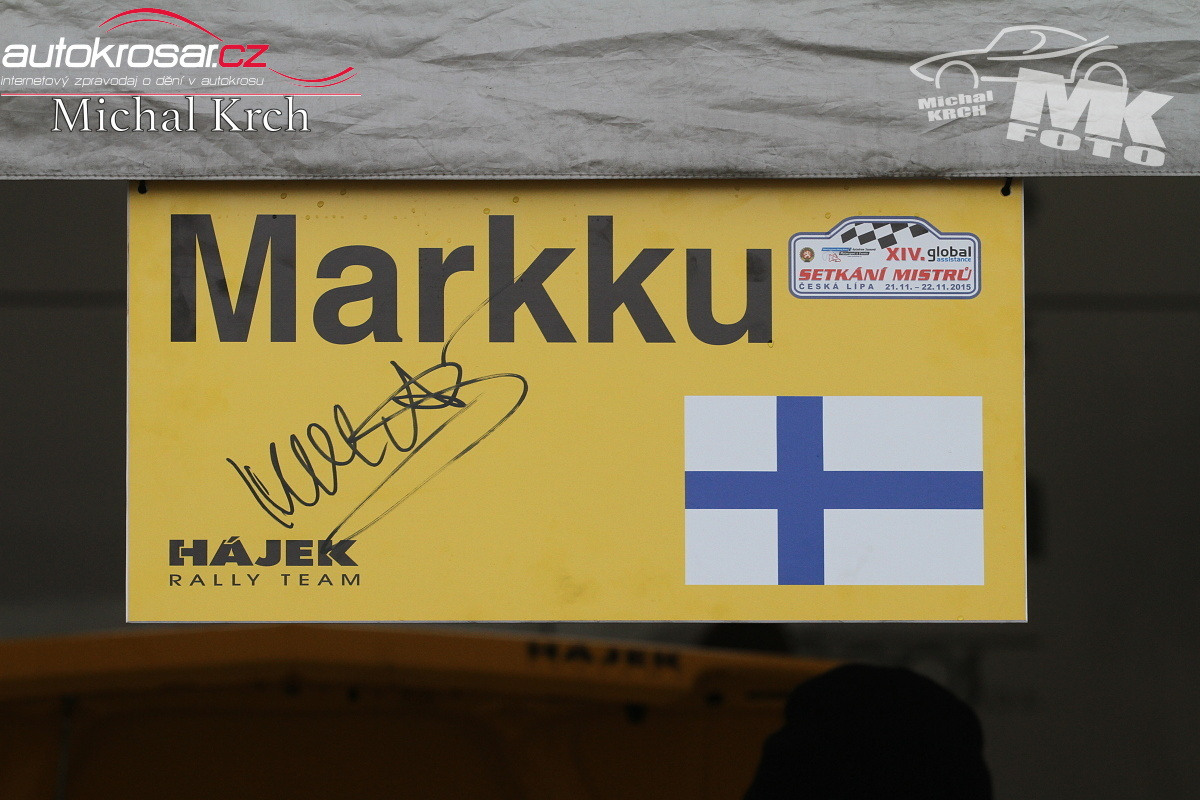 autokrosar.cz
internetový zpravodaj o dění v autokrosu
Michal Krch
Michal
KRCH
MK
FOTO
Markku
XIV. global
assistance
SETKÁNÍ MISTRŮ
ČESKÁ LÍPA 21.11. – 22.11.2015
HÁJEK
RALLY TEAM
HÁJEK